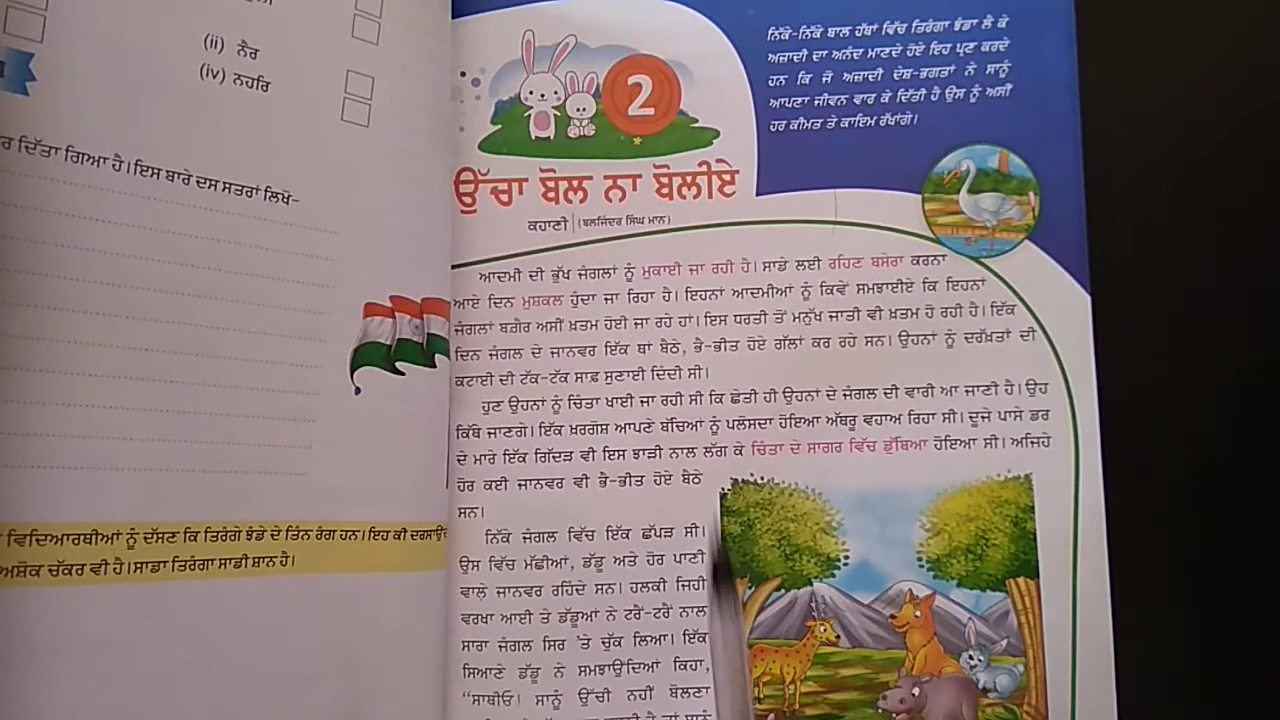 (ii) ਨੈਰ
(iv) ਨਹਰਿ
ਦਿੱਤਾ ਗਿਆ ਹੈ। ਇਸ ਬਾਰੇ ਦਸ ਸਤਰਾਂ ਲਿਖੋ-
ਵਿਦਿਆਰਥੀਆਂ ਨੂੰ ਦੱਸਣ ਕਿ ਤਿਰੰਗੇ ਝੰਡੇ ਦੇ ਤਿੰਨ ਰੰਗ ਹਨ। ਇਹ ਕੀ
ਅਸ਼ੋਕ ਚੱਕਰ ਵੀ ਹੈ। ਸਾਡਾ ਤਿਰੰਗਾ ਸਾਡੀ ਸ਼ਾਨ ਹੈ।
ਨਿੱਕੇ-ਨਿੱਕੇ ਬਾਲ ਹੱਥਾਂ ਵਿੱਚ ਤਿਰੰਗਾ ਝੰਡਾ ਲੈ ਕੇ
ਅਜ਼ਾਦੀ ਦਾ ਅਨੰਦ ਮਾਣਦੇ ਹੋਏ ਇਹ ਪ੍ਰਣ ਕਰਦੇ
ਹਨ ਕਿ ਜੋ ਅਜ਼ਾਦੀ ਦੇਸ਼-ਭਗਤਾਂ ਨੇ ਸਾਨੂੰ
ਆਪਣਾ ਜੀਵਨ ਵਾਰ ਕੇ ਦਿੱਤੀ ਹੈ ਉਸ ਨੂੰ ਅਸੀਂ
ਹਰ ਕੀਮਤ ਤੇ ਕਾਇਮ ਰੱਖਾਂਗੇ।
2
ਉੱਚਾ ਬੋਲ ਨਾ ਬੋਲੀਏ
ਕਹਾਣੀ (ਬਲਜਿੰਦਰ ਸਿੰਘ ਮਾਨ)
ਆਦਮੀ ਦੀ ਭੁੱਖ ਜੰਗਲਾਂ ਨੂੰ ਮੁਕਾਈ ਜਾ ਰਹੀ ਹੈ। ਸਾਡੇ ਲਈ ਰਹਿਣ ਬਸੇਰਾ ਕਰਨਾ
ਆਏ ਦਿਨ ਮੁਸ਼ਕਲ ਹੁੰਦਾ ਜਾ ਰਿਹਾ ਹੈ। ਇਹਨਾਂ ਆਦਮੀਆਂ ਨੂੰ ਕਿਵੇਂ ਸਮਝਾਈਏ ਕਿ ਇਹਨਾਂ
ਜੰਗਲਾਂ ਬਗ਼ੈਰ ਅਸੀਂ ਖ਼ਤਮ ਹੋਈ ਜਾ ਰਹੇ ਹਾਂ। ਇਸ ਧਰਤੀ ਤੋਂ ਮਨੁੱਖ ਜਾਤੀ ਵੀ ਖ਼ਤਮ ਹੋ ਰਹੀ ਹੈ। ਇੱਕ
ਦਿਨ ਜੰਗਲ ਦੇ ਜਾਨਵਰ ਇੱਕ ਥਾਂ ਬੈਠੇ, ਭੈ-ਭੀਤ ਹੋਏ ਗੱਲਾਂ ਕਰ ਰਹੇ ਸਨ। ਉਹਨਾਂ ਨੂੰ ਦਰੱਖ਼ਤਾਂ ਦੀ
ਕਟਾਈ ਦੀ ਟੱਕ-ਟੱਕ ਸਾਫ਼ ਸੁਣਾਈ ਦਿੰਦੀ ਸੀ।
ਹੁਣ ਉਹਨਾਂ ਨੂੰ ਚਿੰਤਾ ਖਾਈ ਜਾ ਰਹੀ ਸੀ ਕਿ ਛੇਤੀ ਹੀ ਉਹਨਾਂ ਦੇ ਜੰਗਲ ਦੀ ਵਾਰੀ ਆ ਜਾਣੀ ਹੈ। ਉਹ
ਕਿੱਥੇ ਜਾਣਗੇ। ਇੱਕ ਖ਼ਰਗੋਸ਼ ਆਪਣੇ ਬੱਚਿਆਂ ਨੂੰ ਪਲੋਸਦਾ ਹੋਇਆ ਅੱਥਰੂ ਵਹਾਅ ਰਿਹਾ ਸੀ। ਦੂਜੇ ਪਾਸੇ ਡਰ
ਦੇ ਮਾਰੇ ਇੱਕ ਗਿੱਦੜ ਵੀ ਇਸ ਝਾੜੀ ਨਾਲ ਲੱਗ ਕੇ ਚਿੰਤਾ ਦੇ ਸਾਗਰ ਵਿੱਚ ਡੁੱਬਿਆ ਹੋਇਆ ਸੀ। ਅਜਿਹੇ
ਹੋਰ ਕਈ ਜਾਨਵਰ ਵੀ ਭੈ-ਭੀਤ ਹੋਏ ਬੈਠੇ
ਸਨ।
ਨਿੱਕੇ ਜੰਗਲ ਵਿੱਚ ਇੱਕ ਛੱਪੜ ਸੀ।
ਉਸ ਵਿੱਚ ਮੱਛੀਆਂ, ਡੱਡੂ ਅਤੇ ਹੋਰ ਪਾਣੀ
ਵਾਲ਼ੇ ਜਾਨਵਰ ਰਹਿੰਦੇ ਸਨ। ਹਲਕੀ ਜਿਹੀ
ਵਰਖਾ ਆਈ ਤੇ ਡੱਡੂਆਂ ਨੇ ਟਰੈਂ-ਟਰੈਂ ਨਾਲ
ਸਾਰਾ ਜੰਗਲ ਸਿਰ 'ਤੇ ਚੁੱਕ ਲਿਆ। ਇੱਕ
ਸਿਆਣੇ ਡੱਡੂ ਨੇ ਸਮਝਾਉਂਦਿਆਂ ਕਿਹਾ,
“ਸਾਥੀਓ! ਸਾਨੂੰ ਉੱਚੀ ਨਹੀਂ ਬੋਲਣਾ